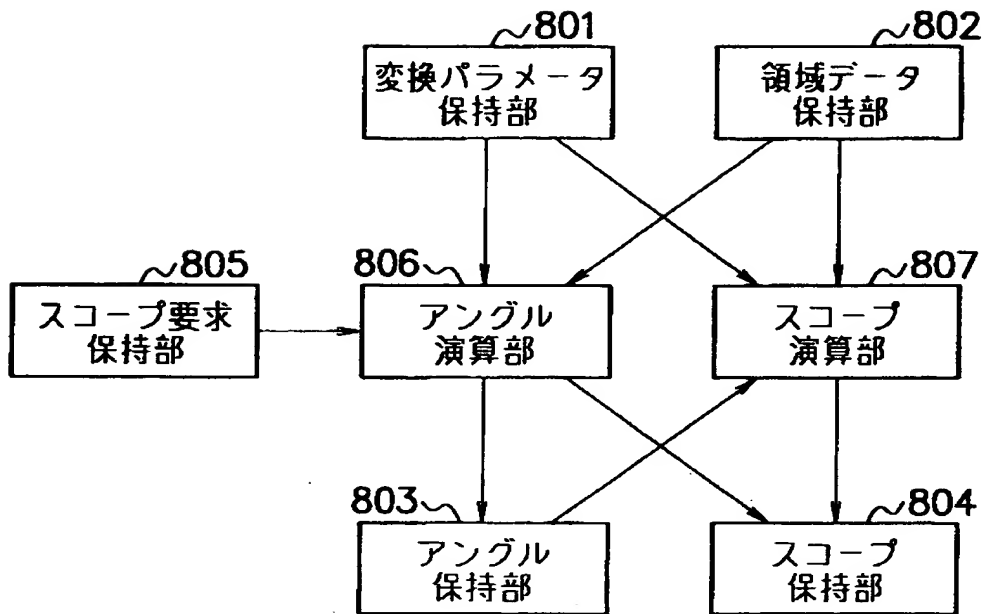 801
変換パラメータ
保持部
802
領域データ
保持部
805
スコープ要求
保持部
806
アングル
演算部
807
スコープ
演算部
803
アングル
保持部
804
スコープ
保持部